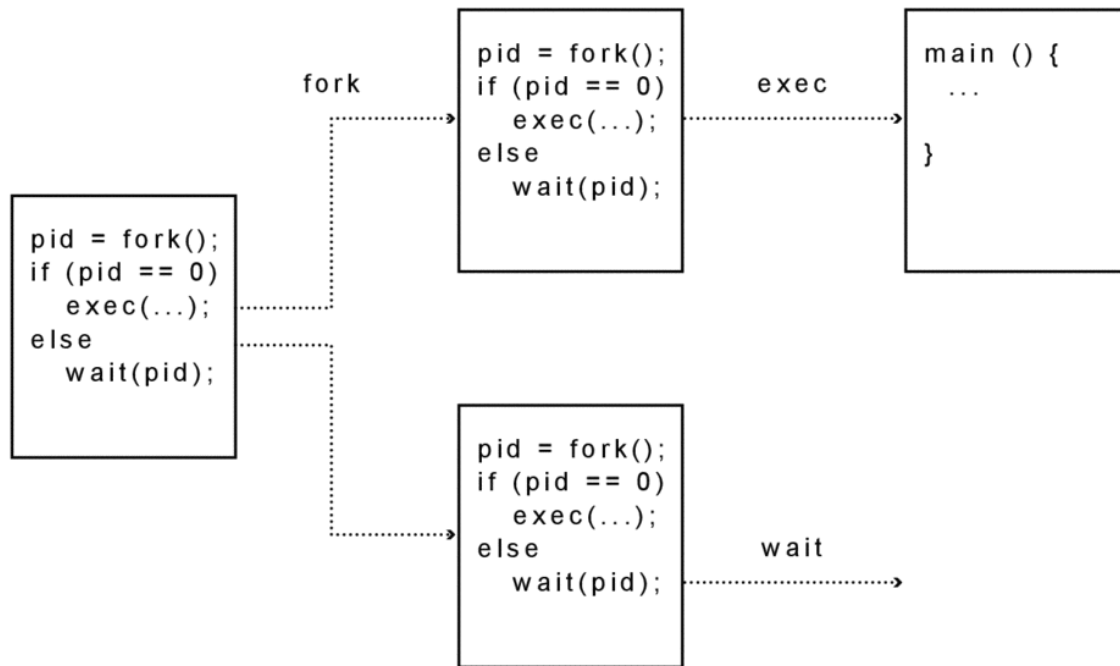 pid = fork();
if (pid == 0)
exec(...);
else
wait(pid);
fork
pid = fork();
if (pid == 0)
exec(...);
else
wait(pid);
exec
main () {
...
}
pid = fork();
if (pid == 0)
exec(...);
else
wait(pid);
wait